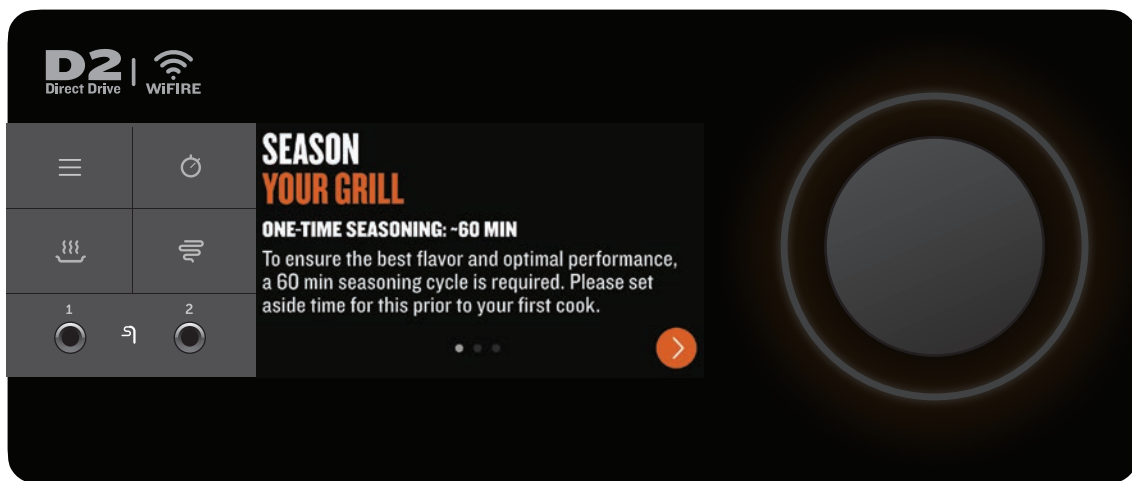 D2
Direct Drive
WiFIRE
SEASON
YOUR GRILL
ONE-TIME SEASONING: ~60 MIN
To ensure the best flavor and optimal performance,
a 60 min seasoning cycle is required. Please set
aside time for this prior to your first cook.
1
2